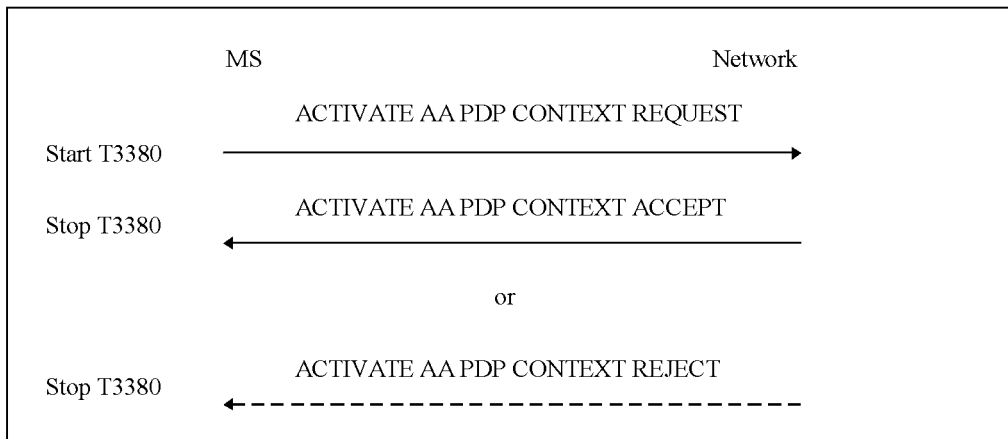 MS Network
ACTIVATE AA PDP CONTEXT REQUEST
Start T3380
ACTIVATE AA PDP CONTEXT ACCEPT
Stop T3380
or
ACTIVATE AA PDP CONTEXT REJECT
Stop T3380